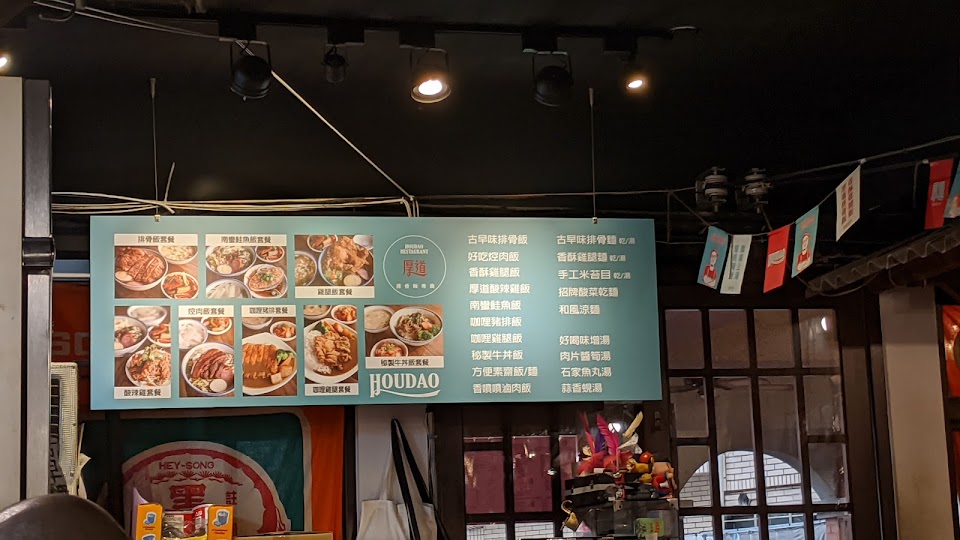 排骨飯套餐
南蠻鮭魚飯套餐
雞腿飯套餐
焢肉飯套餐
咖哩豬排套餐
酸辣雞套餐
咖哩雞腿套餐
秘製牛丼飯套餐
HOUDAO
RESTAURANT
厚道
HOUDAO
古早味排骨飯
好吃焢肉飯
香酥雞腿飯
厚道酸辣雞飯
南蠻鮭魚飯
咖哩豬排飯
咖哩雞腿飯
秘製牛丼飯
方便素齋飯/麵
香噴噴滷肉飯
古早味排骨麵 乾/湯
香酥雞腿麵 乾/湯
手工米苔目 乾/湯
招牌酸菜乾麵
和風涼麵
好喝味增湯
肉片醬筍湯
石家魚丸湯
蒜香蜆湯
HEY-SONG
黑
註